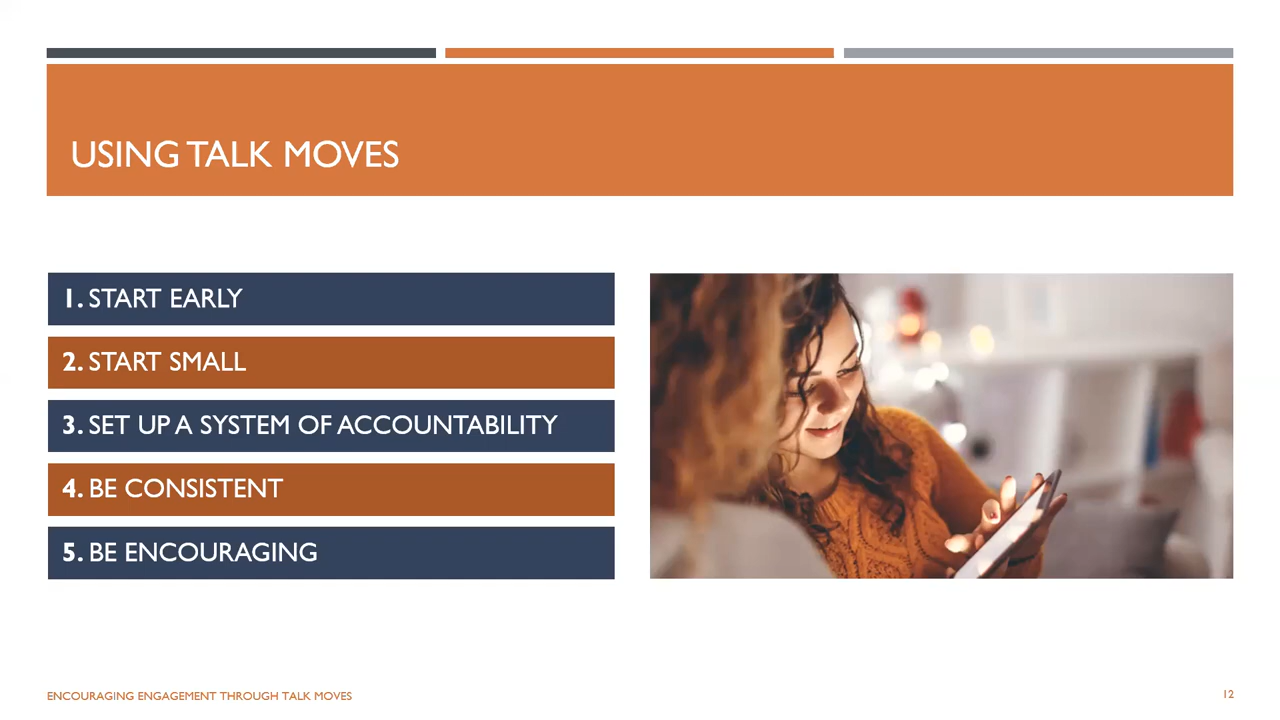 USING TALK MOVES
1. START EARLY
2. START SMALL
3. SET UP A SYSTEM OF ACCOUNTABILITY
4. BE CONSISTENT
5. BE ENCOURAGING
ENCOURAGING ENGAGEMENT THROUGH TALK MOVES
12